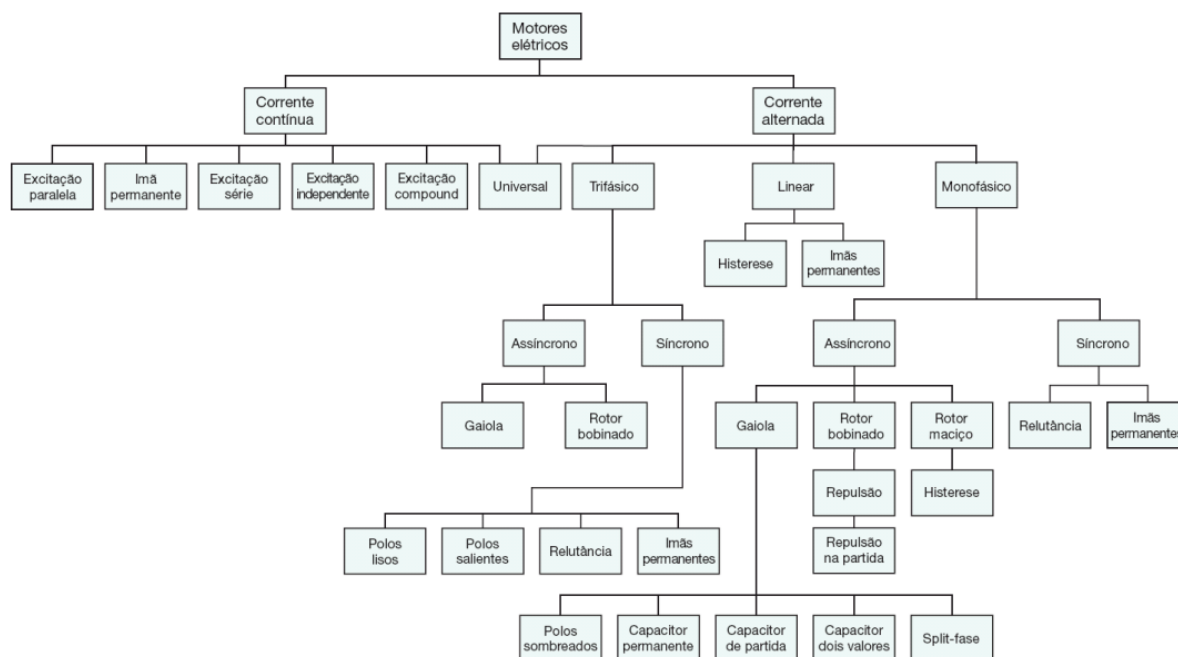 Motores
elétricos
Corrente
contínua
Corrente
alternada
Excitação
paralela
Imã
permanente
Excitação
série
Excitação
independente
Excitação
compound
Universal
Trifásico
Linear
Monofásico
Histerese
Imãs
permanentes
Assíncrono
Síncrono
Assíncrono
Síncrono
Gaiola
Rotor
bobinado
Gaiola
Rotor
bobinado
Rotor
maciço
Relutância
Imãs
permanentes
Repulsão
Histerese
Polos
lisos
Polos
salientes
Relutância
Imãs
permanentes
Repulsão
na partida
Polos
sombreados
Capacitor
permanente
Capacitor
de partida
Capacitor
dois valores
Split-fase